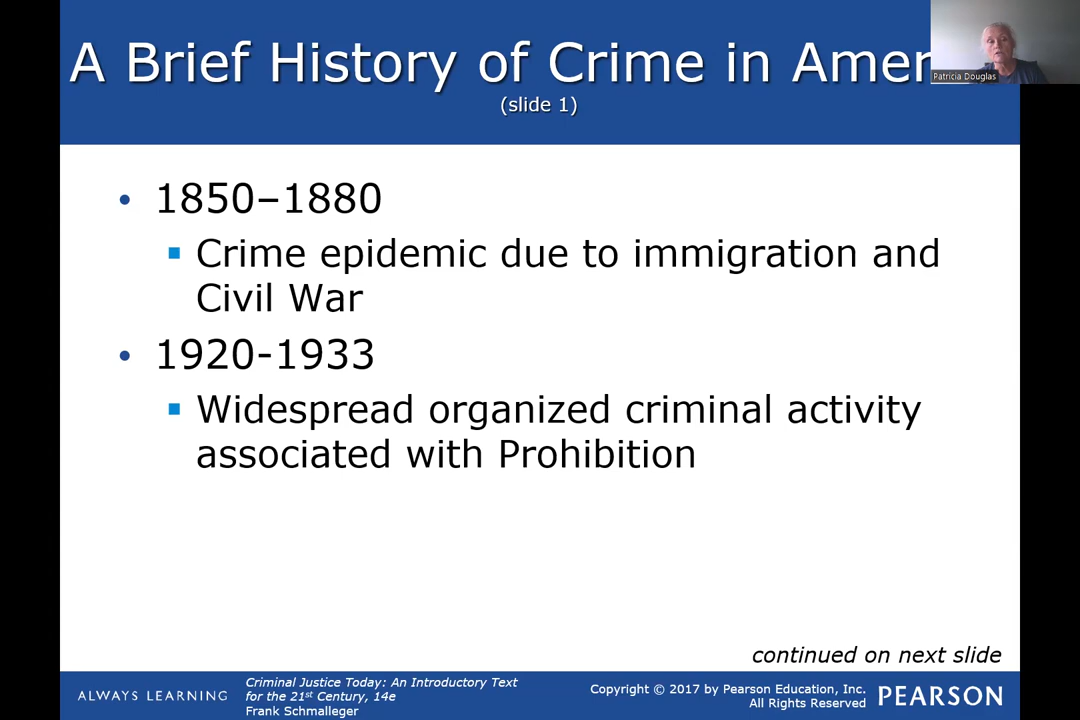 A Brief History of Crime in Amer
(slide 1)
Patricia Douglas
• 1850–1880
▪ Crime epidemic due to immigration and
Civil War
• 1920-1933
▪ Widespread organized criminal activity
associated with Prohibition
continued on next slide
ALWAYS LEARNING
Criminal Justice Today: An Introductory Text
for the 21st Century, 14e
Frank Schmalleger
Copyright © 2017 by Pearson Education, Inc.
All Rights Reserved
PEARSON